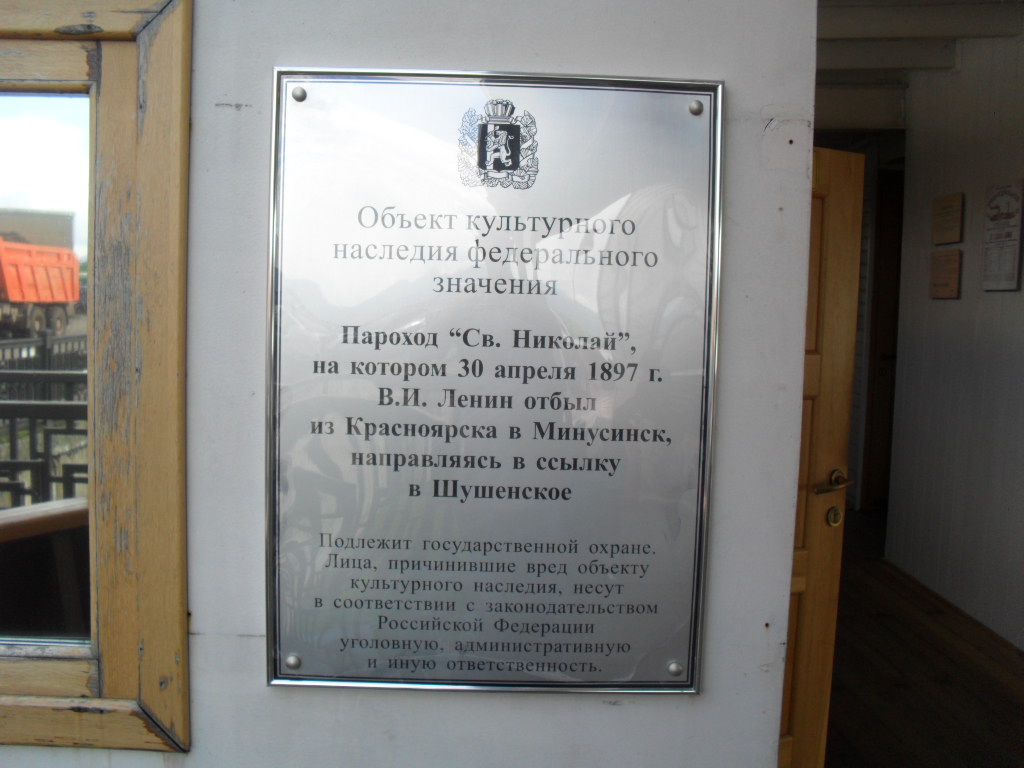 Объект культурного
наследия федерального
значения
Пароход “Св. Николай”,
на котором 30 апреля 1897 г.
В.И. Ленин отбыл
из Красноярска в Минусинск,
направляясь в ссылку
в Шушенское
Подлежит государственной охране.
Лица, причинившие вред объекту
культурного наследия, несут
в соответствии с законодательством
Российской Федерации
уголовную, административную
и иную ответственность.